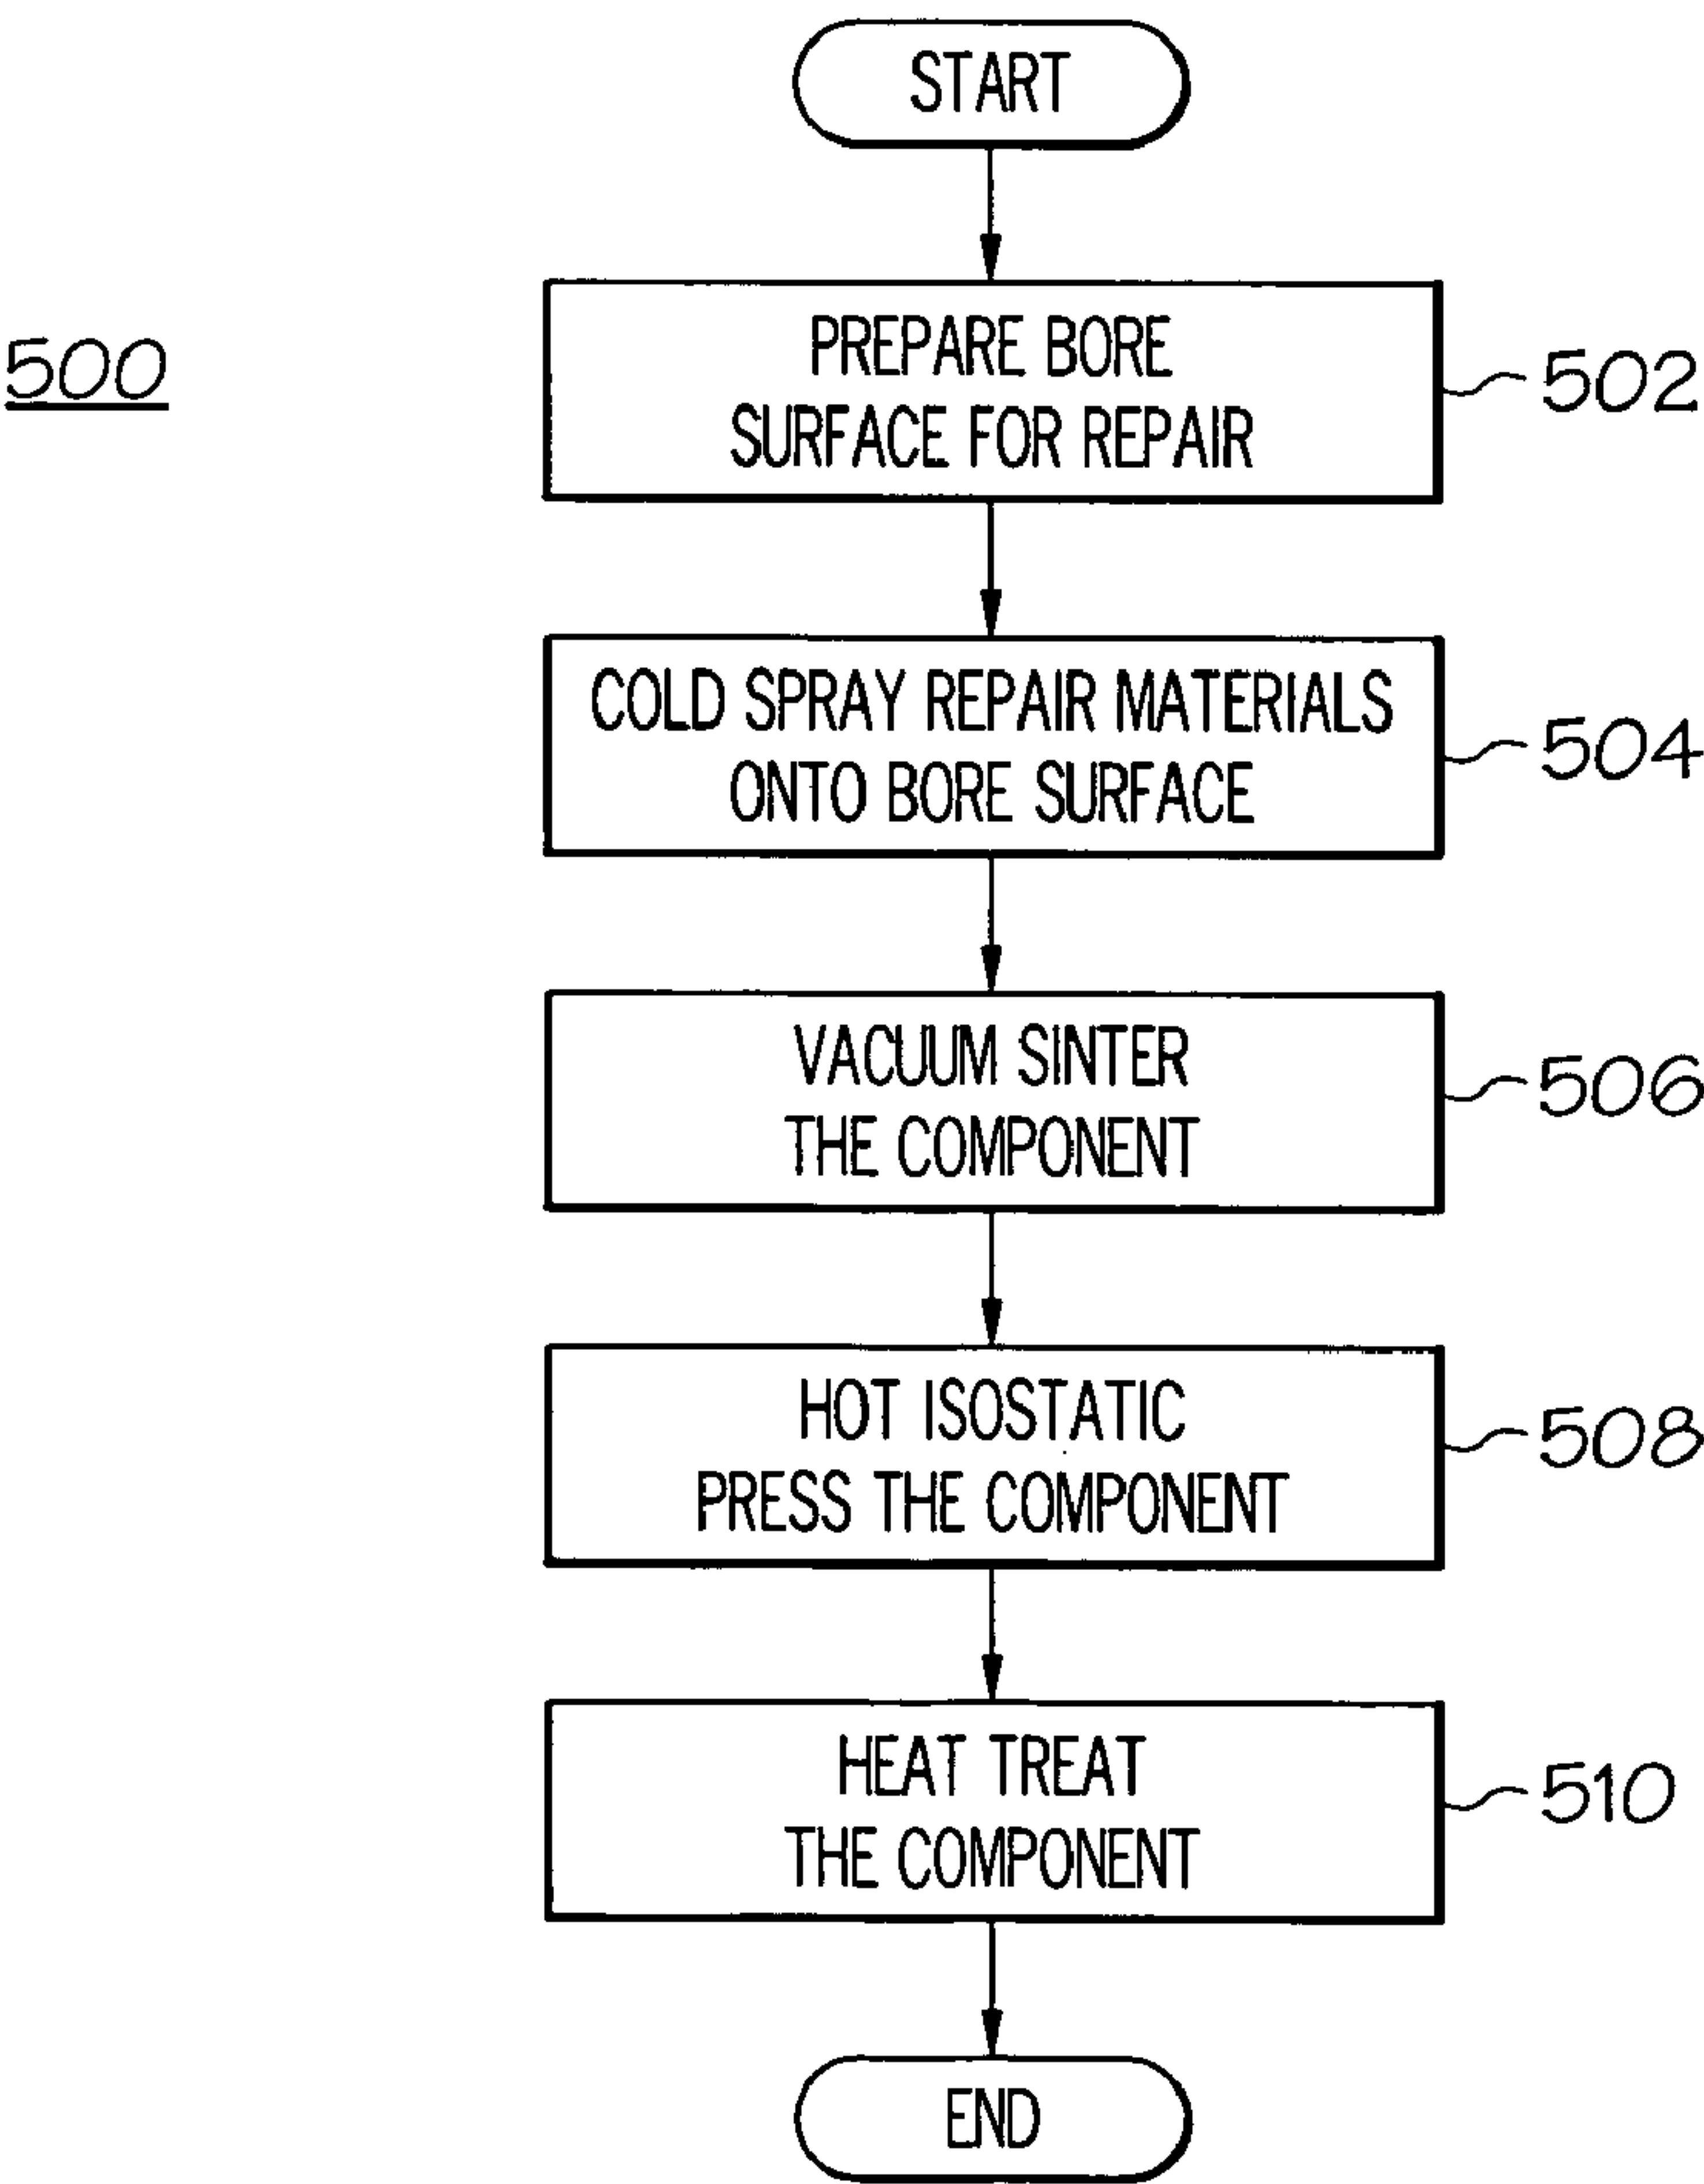 START
500
PREPARE BORE
SURFACE FOR REPAIR
502
COLD SPRAY REPAIR MATERIALS
ONTO BORE SURFACE
504
VACUUM SINTER
THE COMPONENT
506
HOT ISOSTATIC
PRESS THE COMPONENT
508
HEAT TREAT
THE COMPONENT
510
END